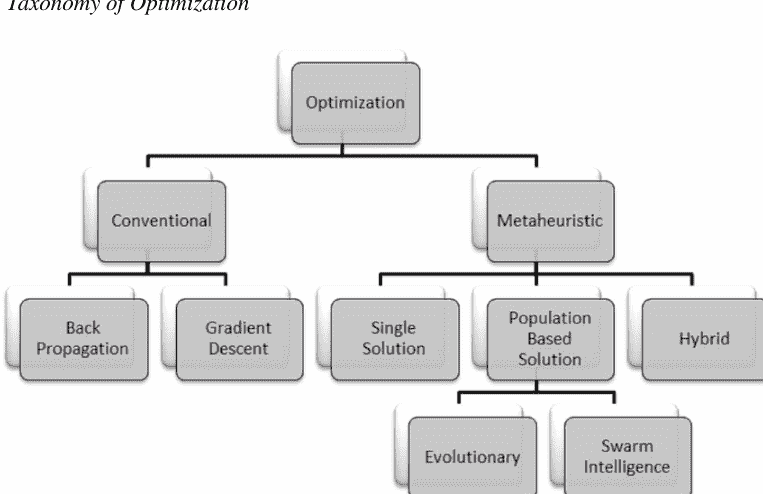 Taxonomy of Optimization
Optimization
Conventional
Metaheuristic
Back
Propagation
Gradient
Descent
Single
Solution
Population
Based
Solution
Hybrid
Evolutionary
Swarm
Intelligence